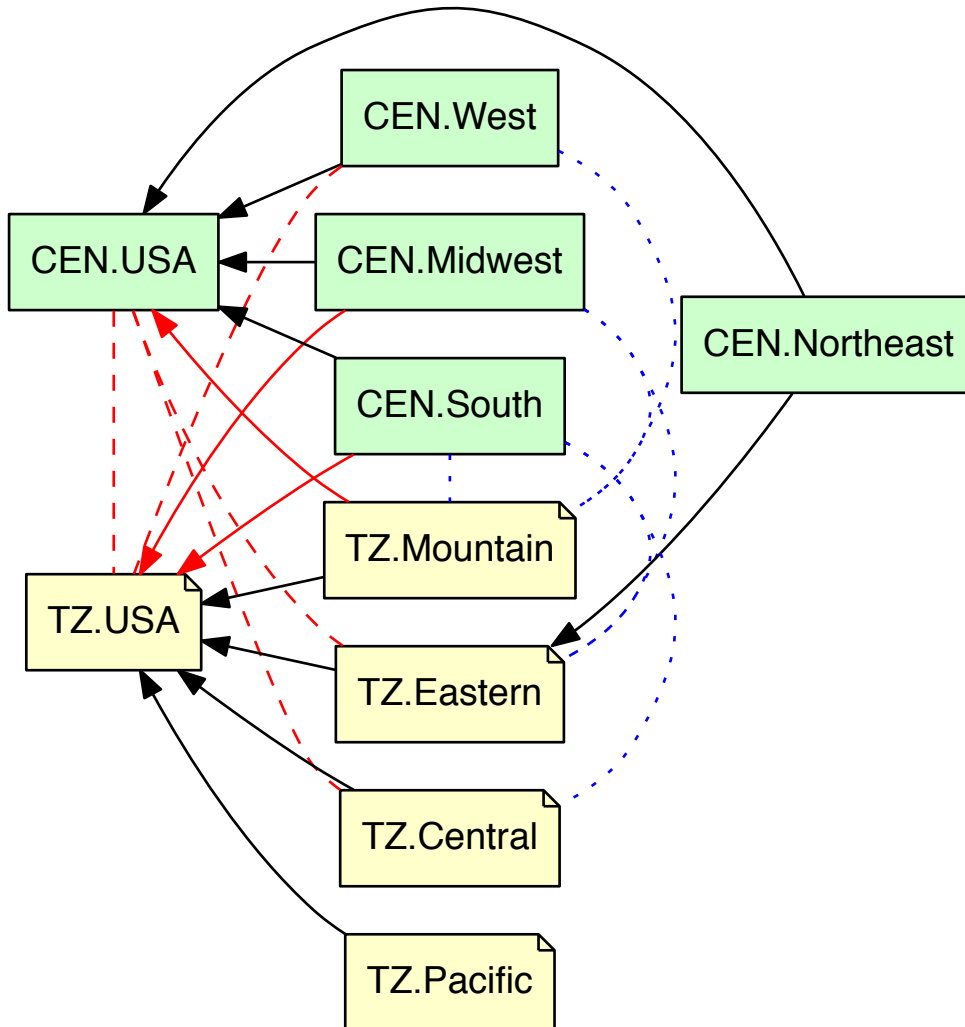 CEN.West
CEN.USA
CEN.Midwest
CEN.Northeast
CEN.South
TZ.Mountain
TZ.USA
TZ.Eastern
TZ.Central
TZ.Pacific